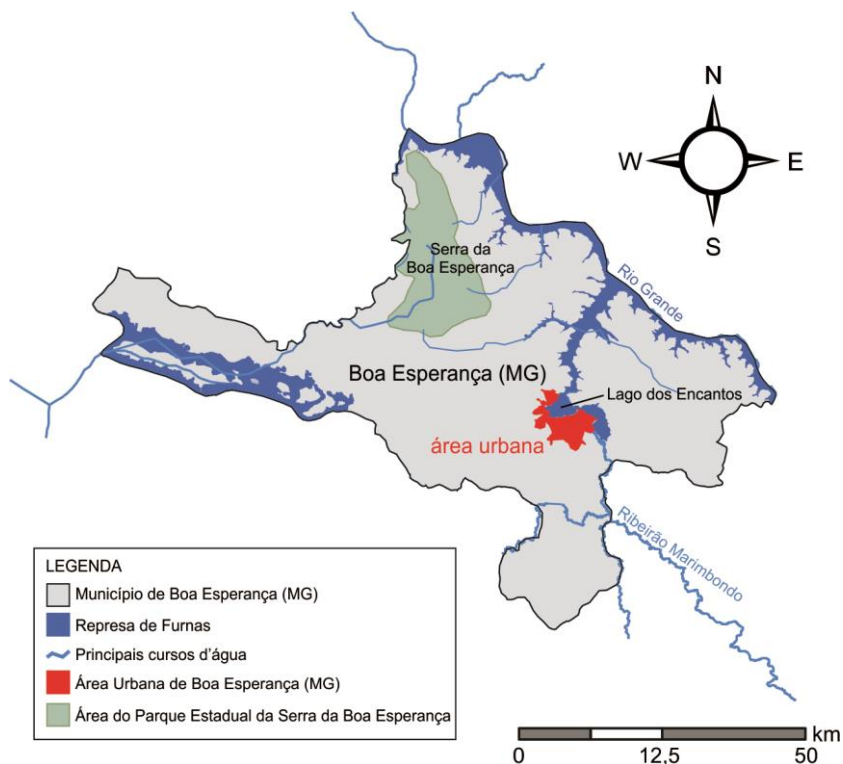 N
W
E
S
Serra da
Boa Esperança
Rio Grande
Boa Esperança (MG)
Lago dos Encantos
área urbana
Ribeirão Marimbondo
LEGENDA
Município de Boa Esperança (MG)
Represa de Furnas
Principais cursos d'água
Área Urbana de Boa Esperança (MG)
Área do Parque Estadual da Serra da Boa Esperança
km
0
12,5
50